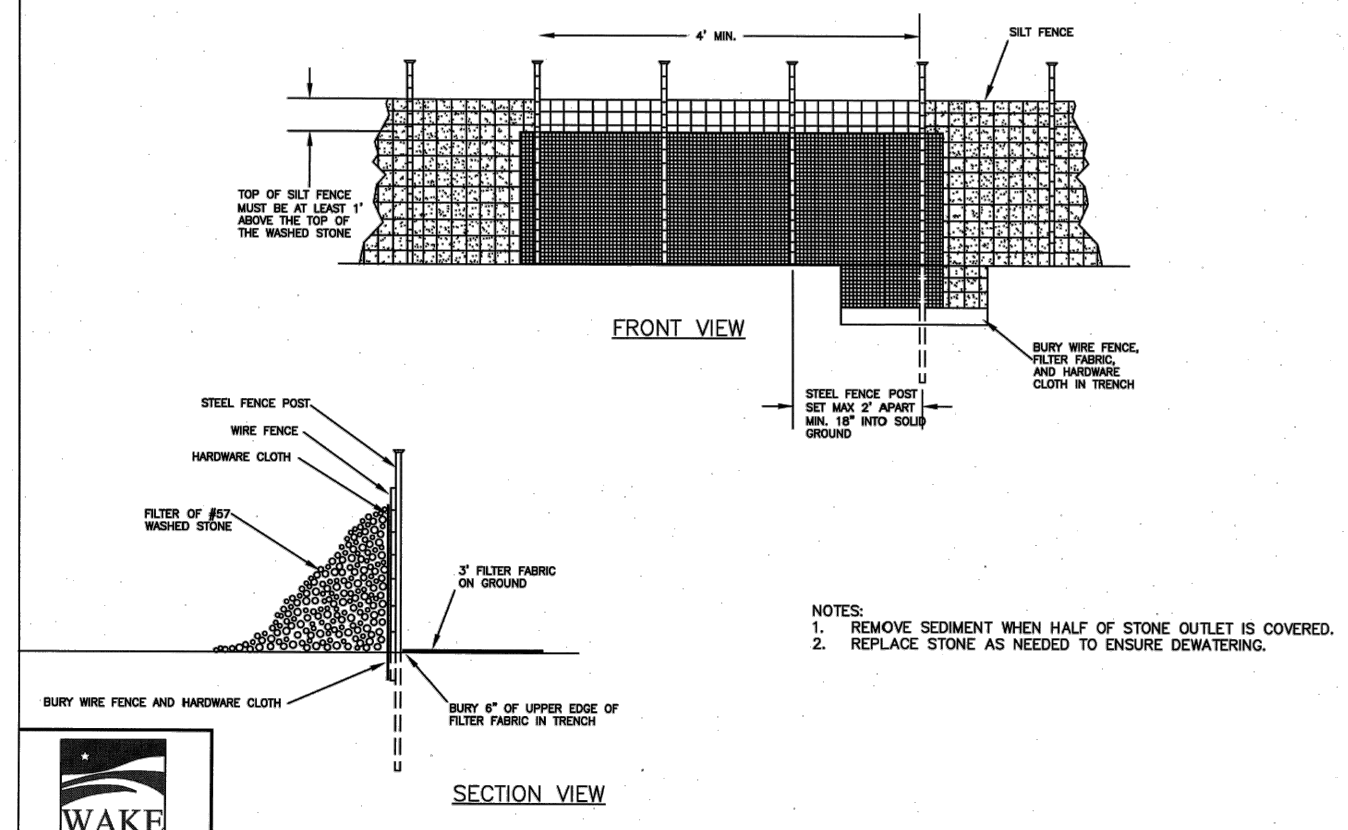 4' MIN.
SILT FENCE
TOP OF SILT FENCE
MUST BE AT LEAST 1'
ABOVE THE TOP OF
THE WASHED STONE
FRONT VIEW
BURY WIRE FENCE,
FILTER FABRIC,
AND HARDWARE
CLOTH IN TRENCH
STEEL FENCE POST
SET MAX 2' APART
MIN. 18" INTO SOLID
GROUND
STEEL FENCE POST
WIRE FENCE
HARDWARE CLOTH
FILTER OF #57
WASHED STONE
3' FILTER FABRIC
ON GROUND
BURY WIRE FENCE AND HARDWARE CLOTH
BURY 6" OF UPPER EDGE OF
FILTER FABRIC IN TRENCH
SECTION VIEW
NOTES:
1. REMOVE SEDIMENT WHEN HALF OF STONE OUTLET IS COVERED.
2. REPLACE STONE AS NEEDED TO ENSURE DEWATERING.
WAKE